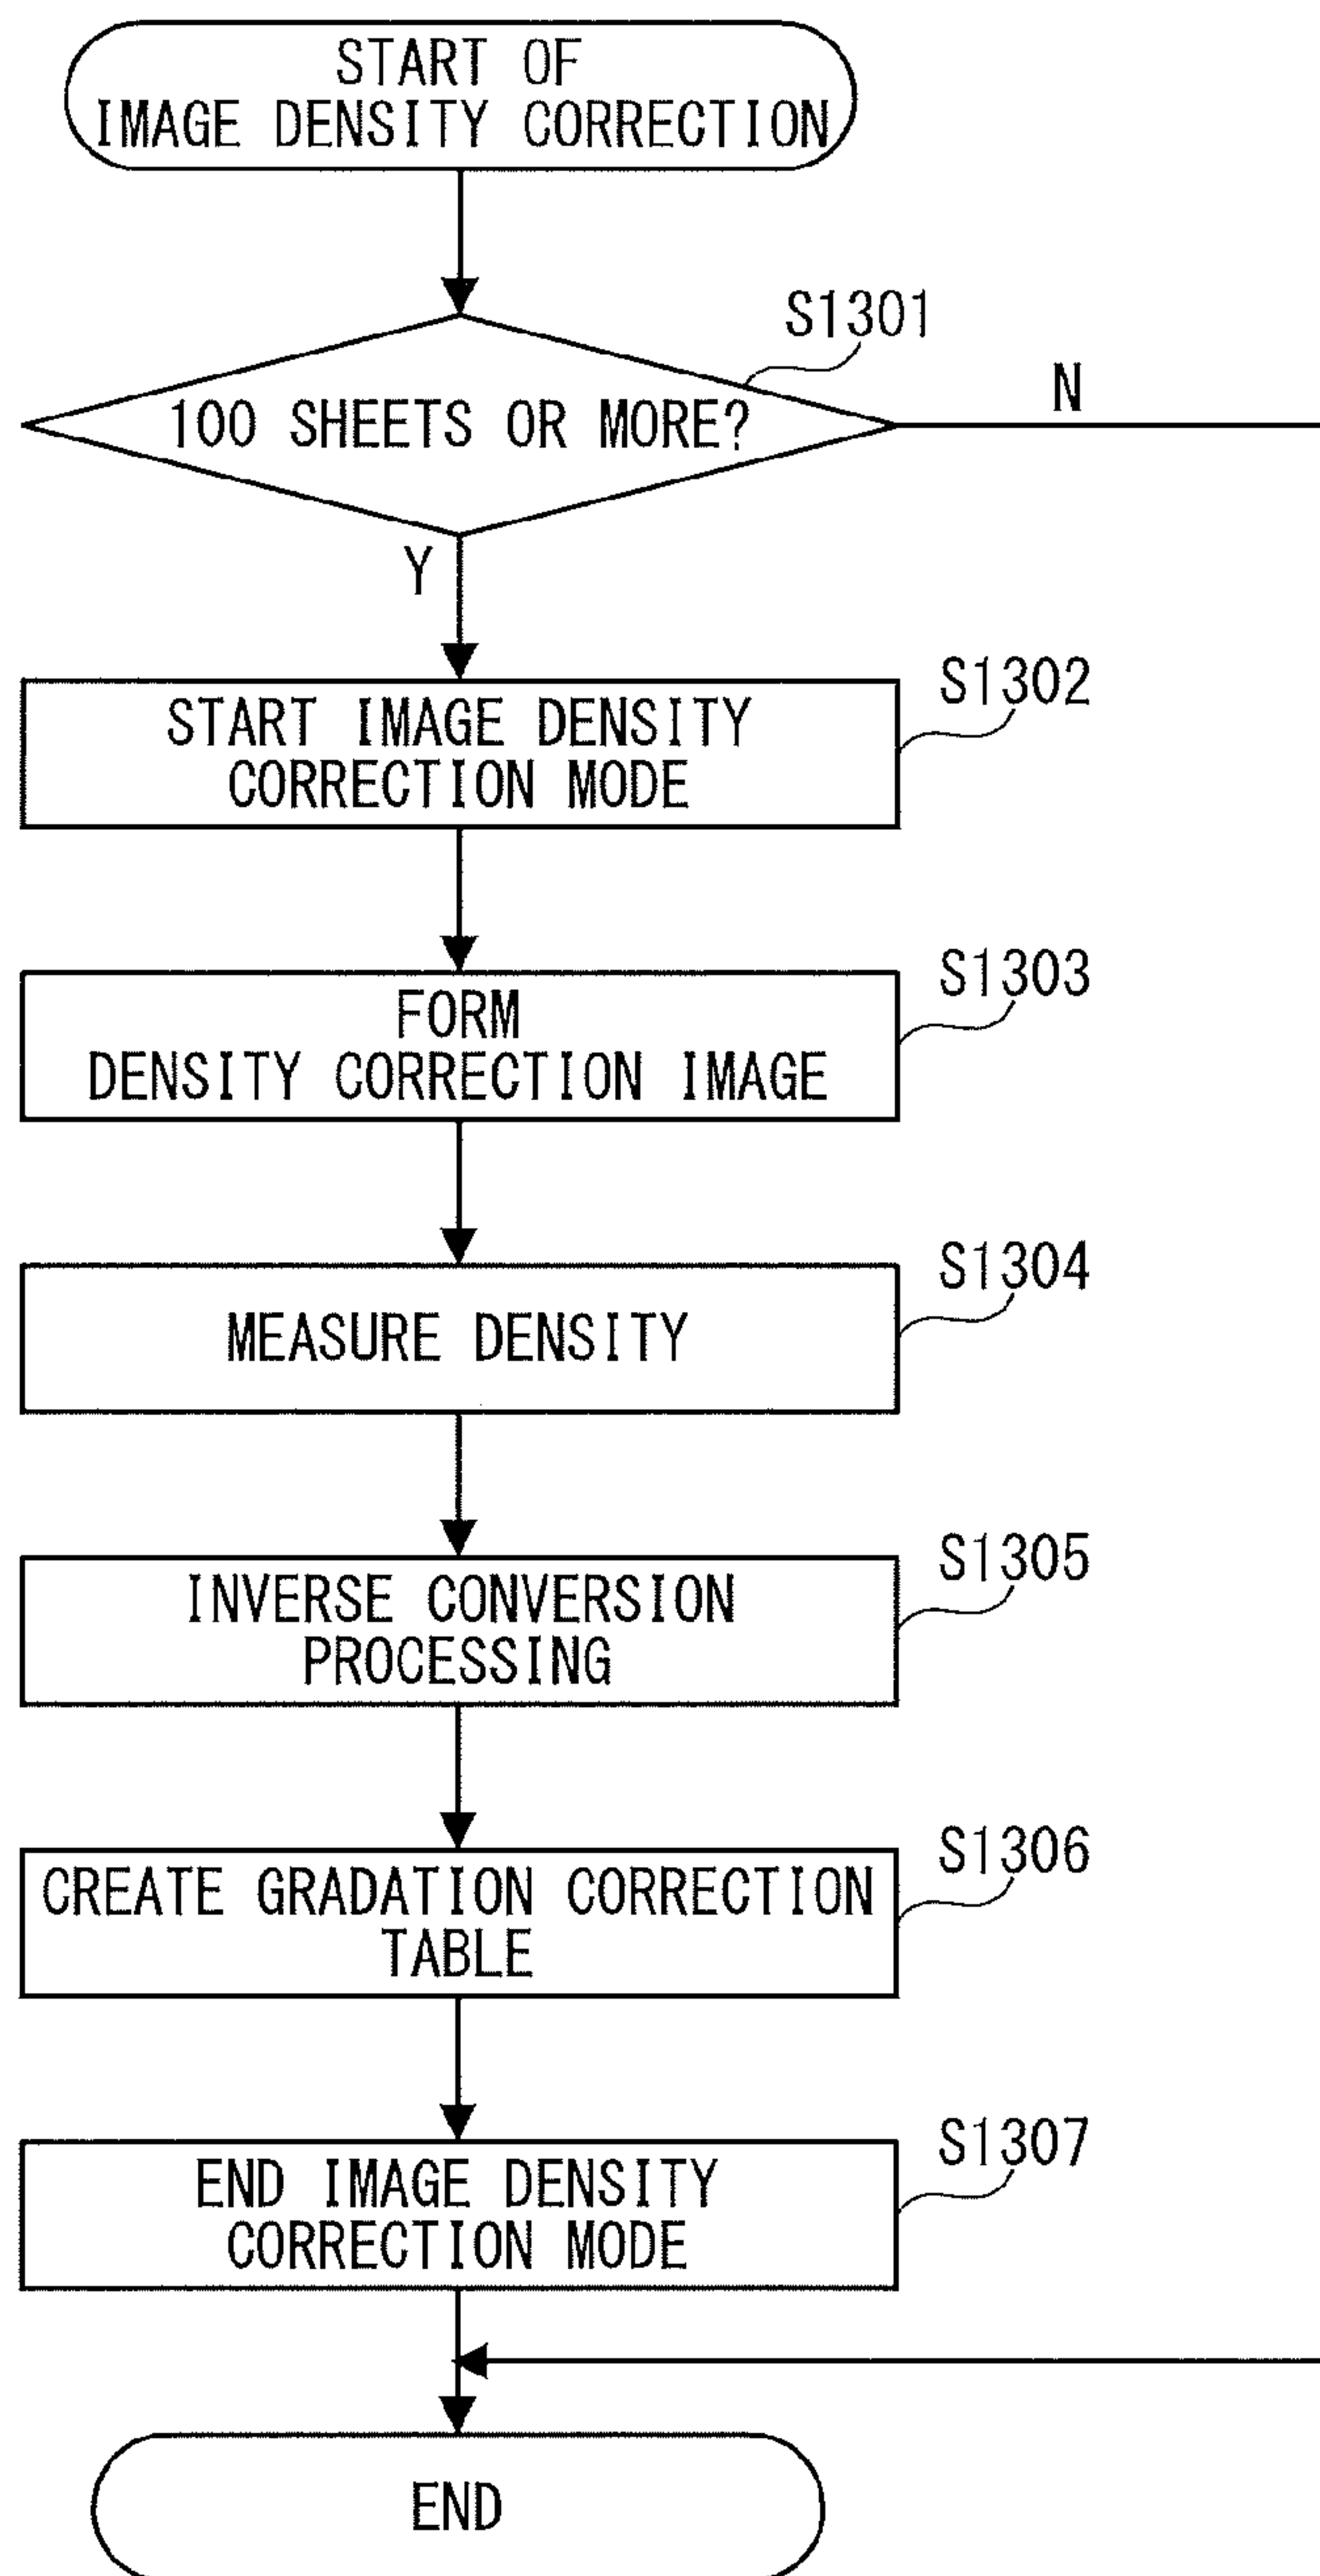 START OF
IMAGE DENSITY CORRECTION
S1301
100 SHEETS OR MORE?
N
Y
S1302
START IMAGE DENSITY
CORRECTION MODE
S1303
FORM
DENSITY CORRECTION IMAGE
S1304
MEASURE DENSITY
S1305
INVERSE CONVERSION
PROCESSING
S1306
CREATE GRADATION CORRECTION
TABLE
S1307
END IMAGE DENSITY
CORRECTION MODE
END